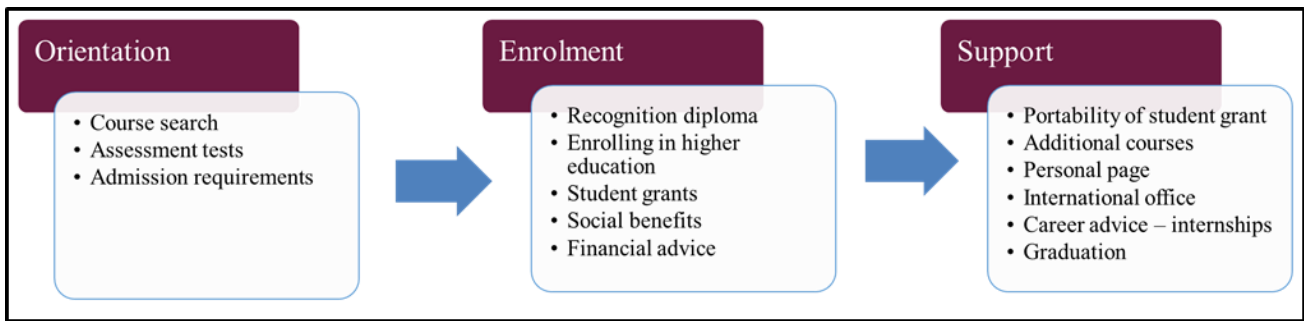 Orientation
• Course search
• Assessment tests
• Admission requirements
Enrolment
• Recognition diploma
• Enrolling in higher
education
• Student grants
• Social benefits
• Financial advice
Support
• Portability of student grant
• Additional courses
• Personal page
• International office
• Career advice – internships
• Graduation